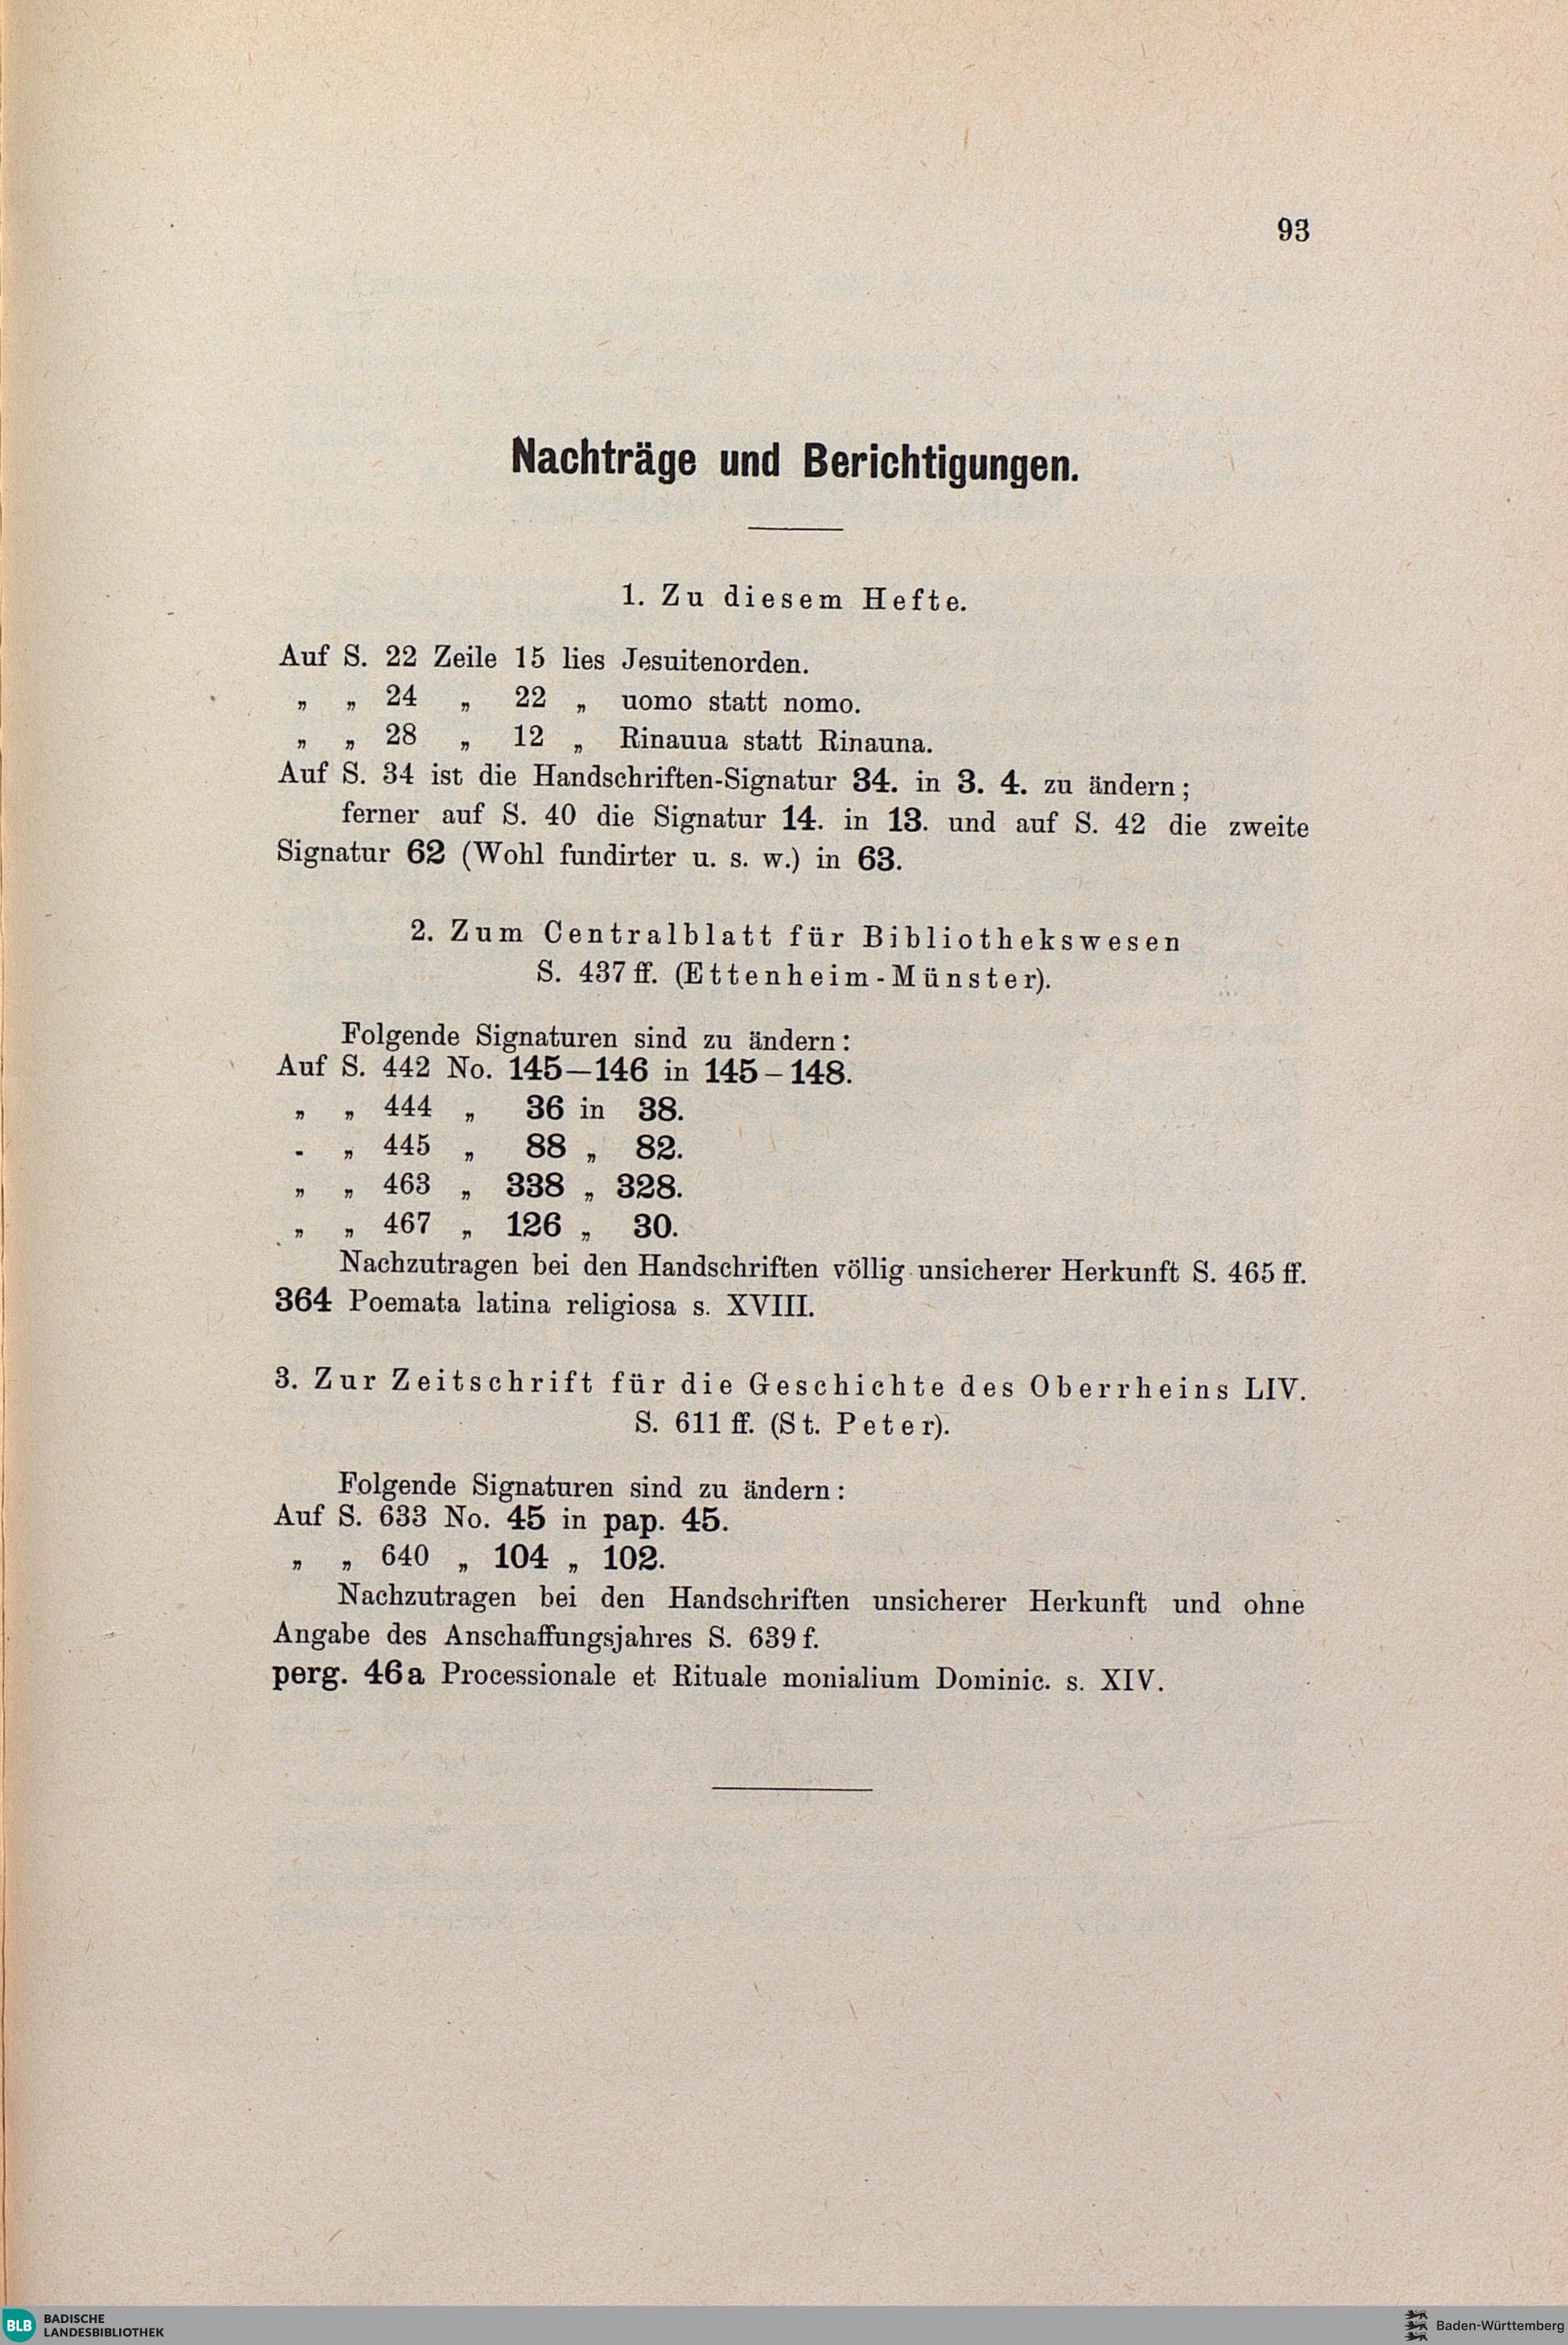 93
Nachträge und Berichtigungen.
1. Zu diesem Hefte.
Auf S. 22 Zeile 15 lies Jesuitenorden.
„ „ 24 „ 22 „ uomo statt nomo.
„ „ 28 „ 12 „ Rinauua statt Rinauna.
Auf S. 34 ist die Handschriften-Signatur 34. in 3. 4. zu ändern;
ferner auf S. 40 die Signatur 14. in 13. und auf S. 42 die zweite
Signatur 62 (Wohl fundirter u. s. w.) in 63.
2. Zum Centralblatt für Bibliothekswesen
S. 437 ff. (Ettenheim-Münster).
Folgende Signaturen sind zu ändern:
Auf S. 442 No. 145—146 in 145–148.
„ „ 444 „ 36 in 38.
„ „ 445 „ 88 „ 82.
„ „ 463 „ 338 „ 328.
„ „ 467 „ 126 „ 30.
Nachzutragen bei den Handschriften völlig unsicherer Herkunft S. 465 ff.
364 Poemata latina religiosa s. XVIII.
3. Zur Zeitschrift für die Geschichte des Oberrheins LIV.
S. 611 ff. (St. Peter).
Folgende Signaturen sind zu ändern:
Auf S. 633 No. 45 in pap. 45.
„ „ 640 „ 104 „ 102.
Nachzutragen bei den Handschriften unsicherer Herkunft und ohne
Angabe des Anschaffungsjahres S. 639 f.
perg. 46a Processionale et Rituale monialium Dominic. s. XIV.
BLB BADISCHE
LANDESBIBLIOTHEK
Baden-Württemberg